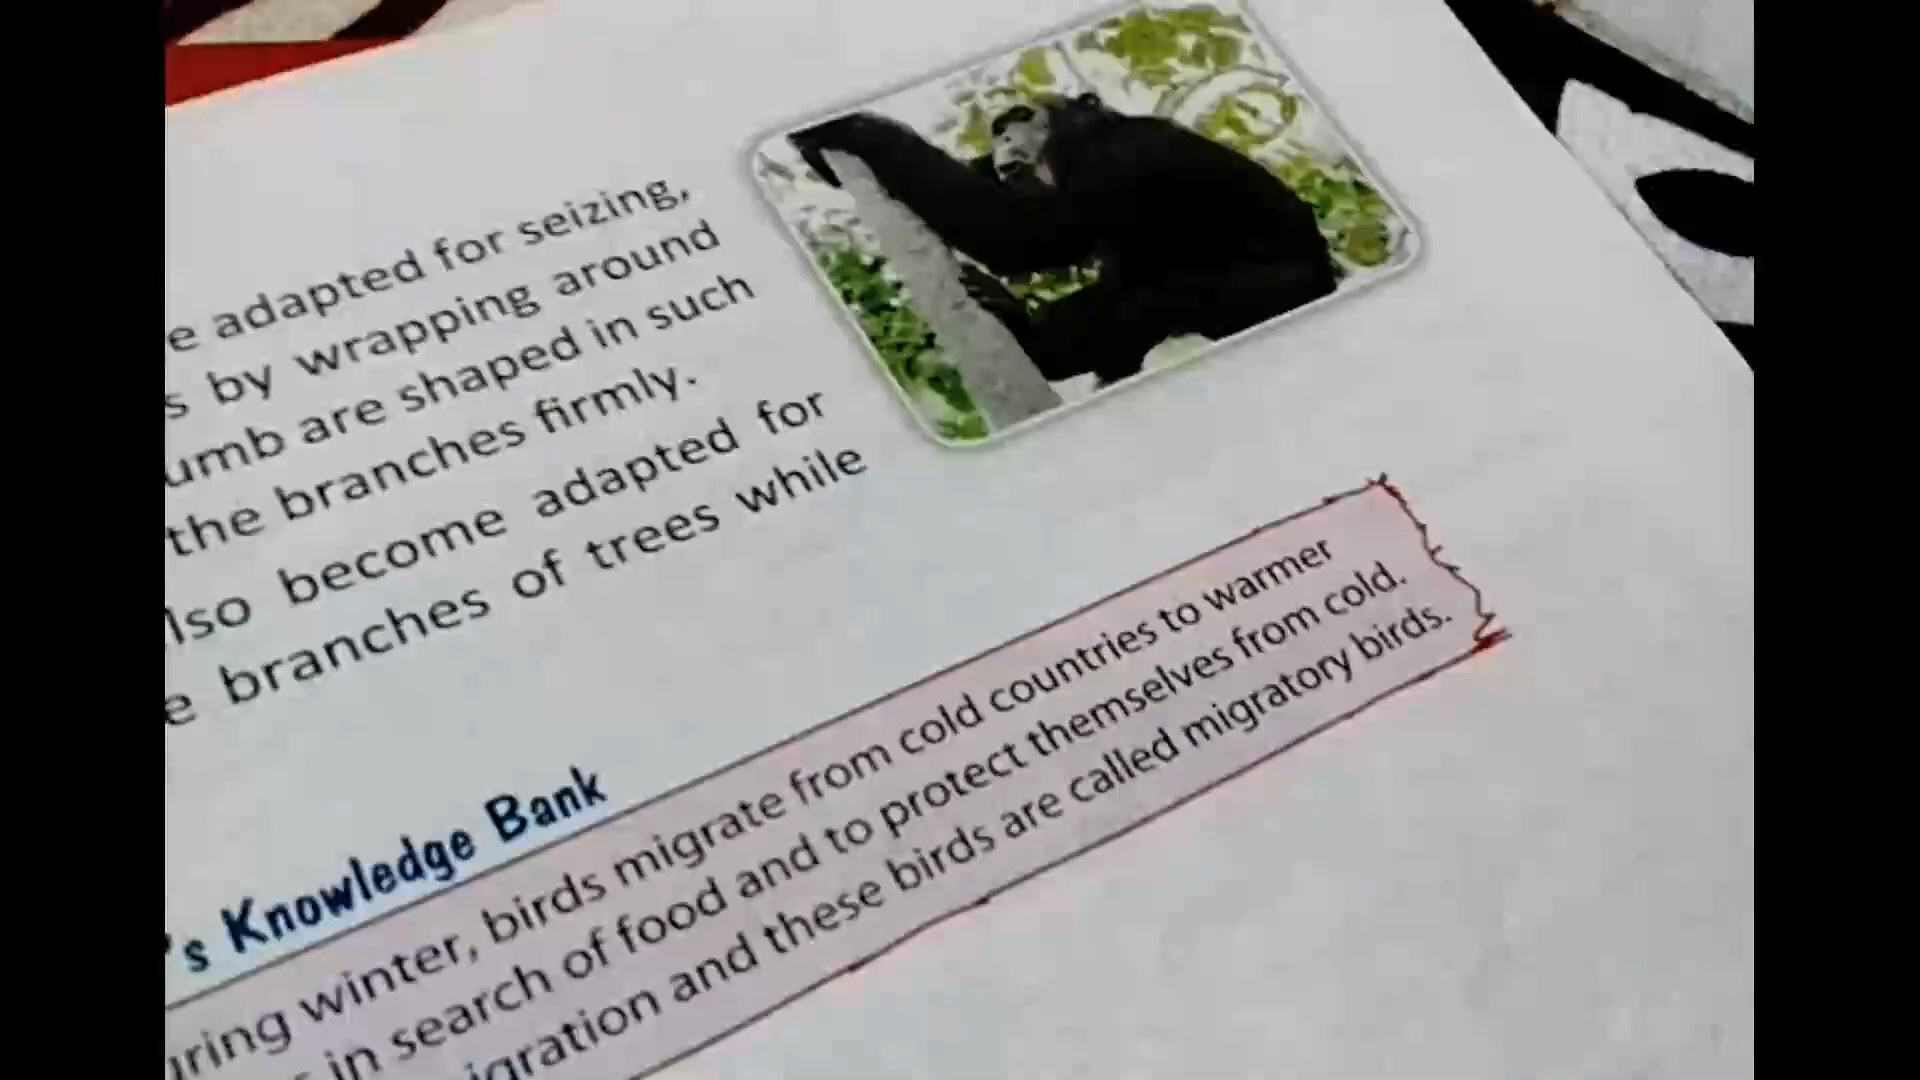 e adapted for seizing,
s by wrapping around
umb are shaped in such
the branches firmly.
lso become adapted for
e branches of trees while
's Knowledge Bank
uring winter, birds migrate from cold countries to warmer
in search of food and to protect themselves from cold.
igration and these birds are called migratory birds.